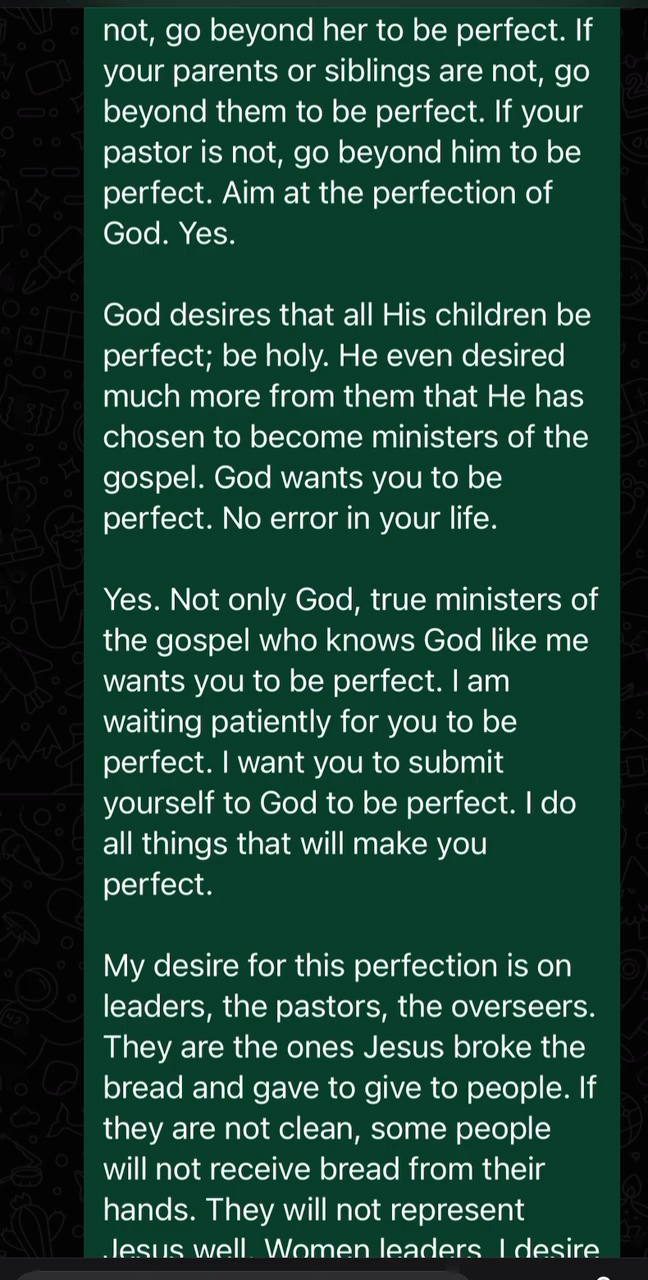 not, go beyond her to be perfect. If
your parents or siblings are not, go
beyond them to be perfect. If your
pastor is not, go beyond him to be
perfect. Aim at the perfection of
God. Yes.
God desires that all His children be
perfect; be holy. He even desired
much more from them that He has
chosen to become ministers of the
gospel. God wants you to be
perfect. No error in your life.
Yes. Not only God, true ministers of
the gospel who knows God like me
wants you to be perfect. I am
waiting patiently for you to be
perfect. I want you to submit
yourself to God to be perfect. I do
all things that will make you
perfect.
My desire for this perfection is on
leaders, the pastors, the overseers.
They are the ones Jesus broke the
bread and gave to give to people. If
they are not clean, some people
will not receive bread from their
hands. They will not represent
Jesus well. Women leaders, I desire